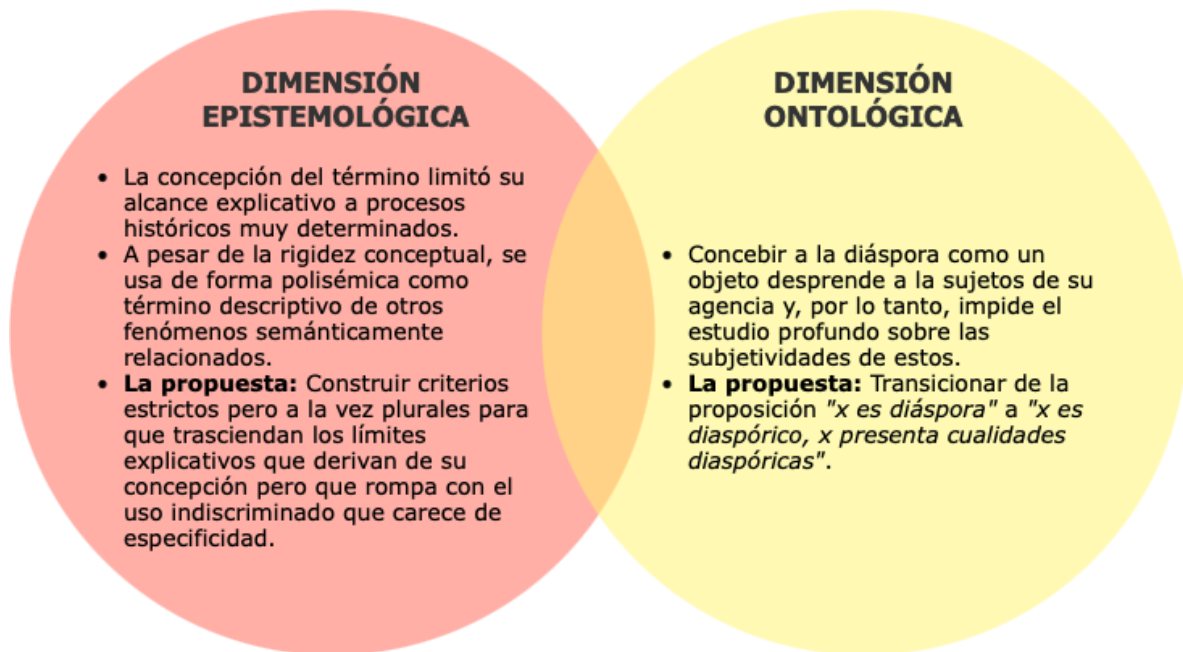 DIMENSIÓN
EPISTEMOLÓGICA
• La concepción del término limitó su
alcance explicativo a procesos
históricos muy determinados.
• A pesar de la rigidez conceptual, se
usa de forma polisémica como
término descriptivo de otros
fenómenos semánticamente
relacionados.
• La propuesta: Construir criterios
estrictos pero a la vez plurales para
que trasciendan los límites
explicativos que derivan de su
concepción pero que rompa con el
uso indiscriminado que carece de
especificidad.
DIMENSIÓN
ONTOLÓGICA
• Concebir a la diáspora como un
objeto desprende a la sujetos de su
agencia y, por lo tanto, impide el
estudio profundo sobre las
subjetividades de estos.
• La propuesta: Transicionar de la
proposición "x es diáspora" a "x es
diaspórico, x presenta cualidades
diaspóricas".